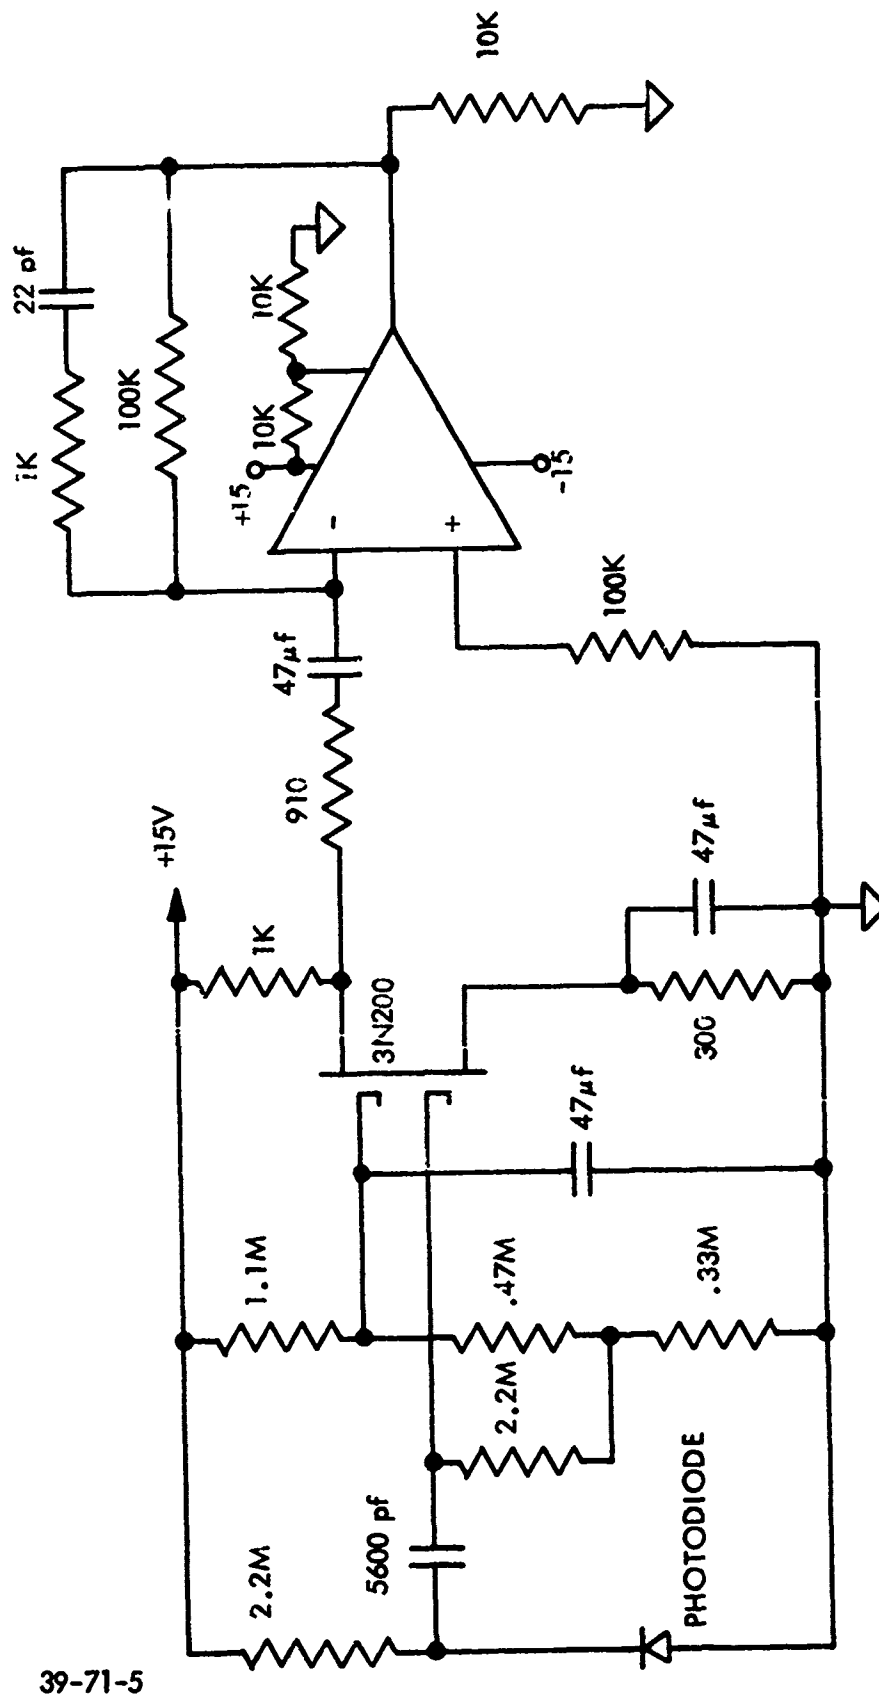 39-71-5
2.2M
5600 pf
PHOTODIODE
2.2M
1.1M
.47M
.33M
47μf
3N200
1K
+15V
300
47μf
910
47μf
100K
1K
22 pf
100K
+15
10K
10K
-
+
-15
10K